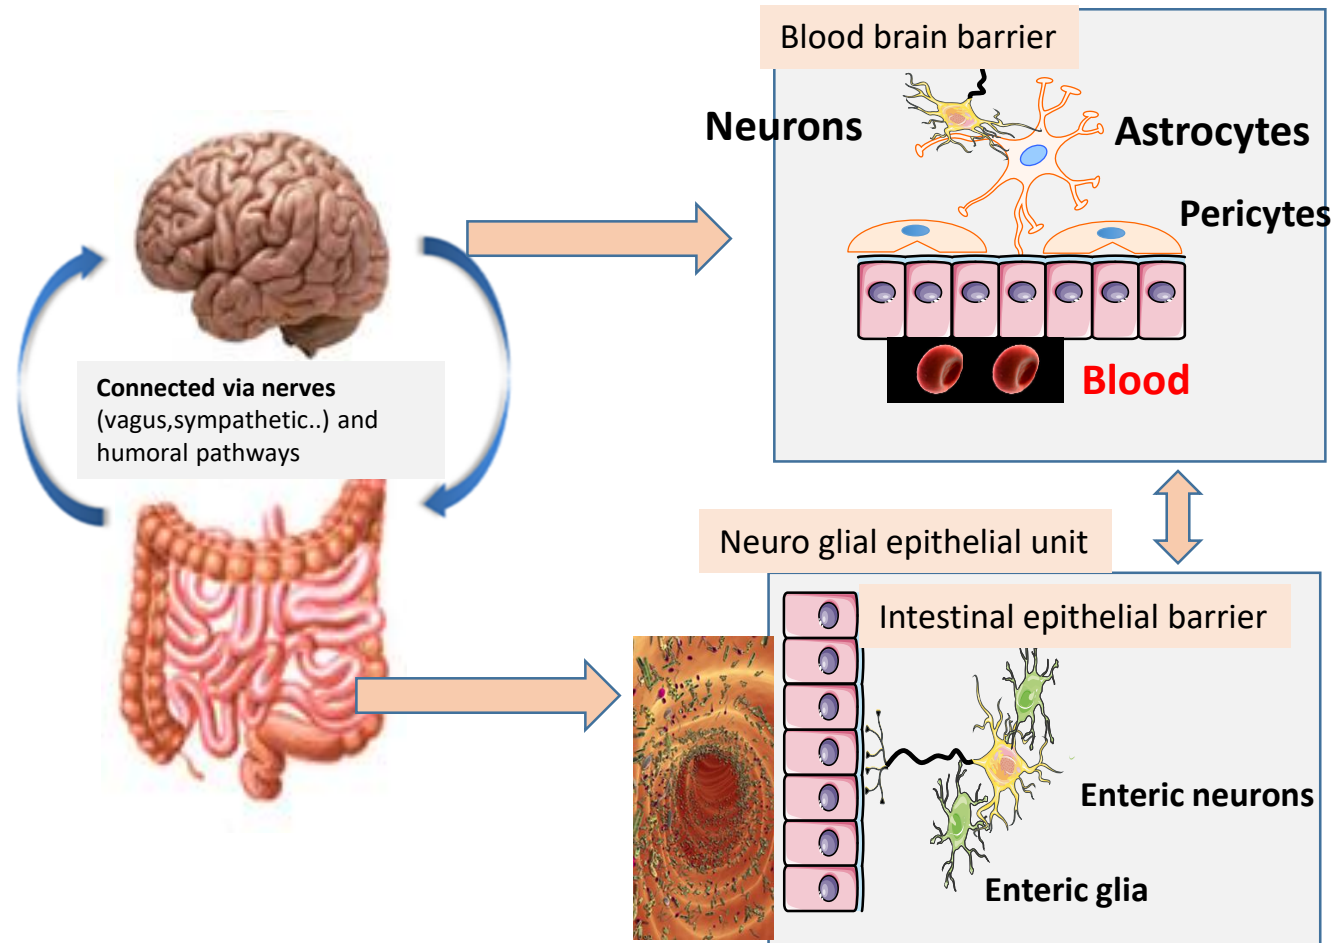 Blood brain barrier
Neurons
Astrocytes
Pericytes
Connected via nerves
(vagus,sympathetic..) and
humoral pathways
Blood
Neuro glial epithelial unit
Intestinal epithelial barrier
Enteric neurons
Enteric glia